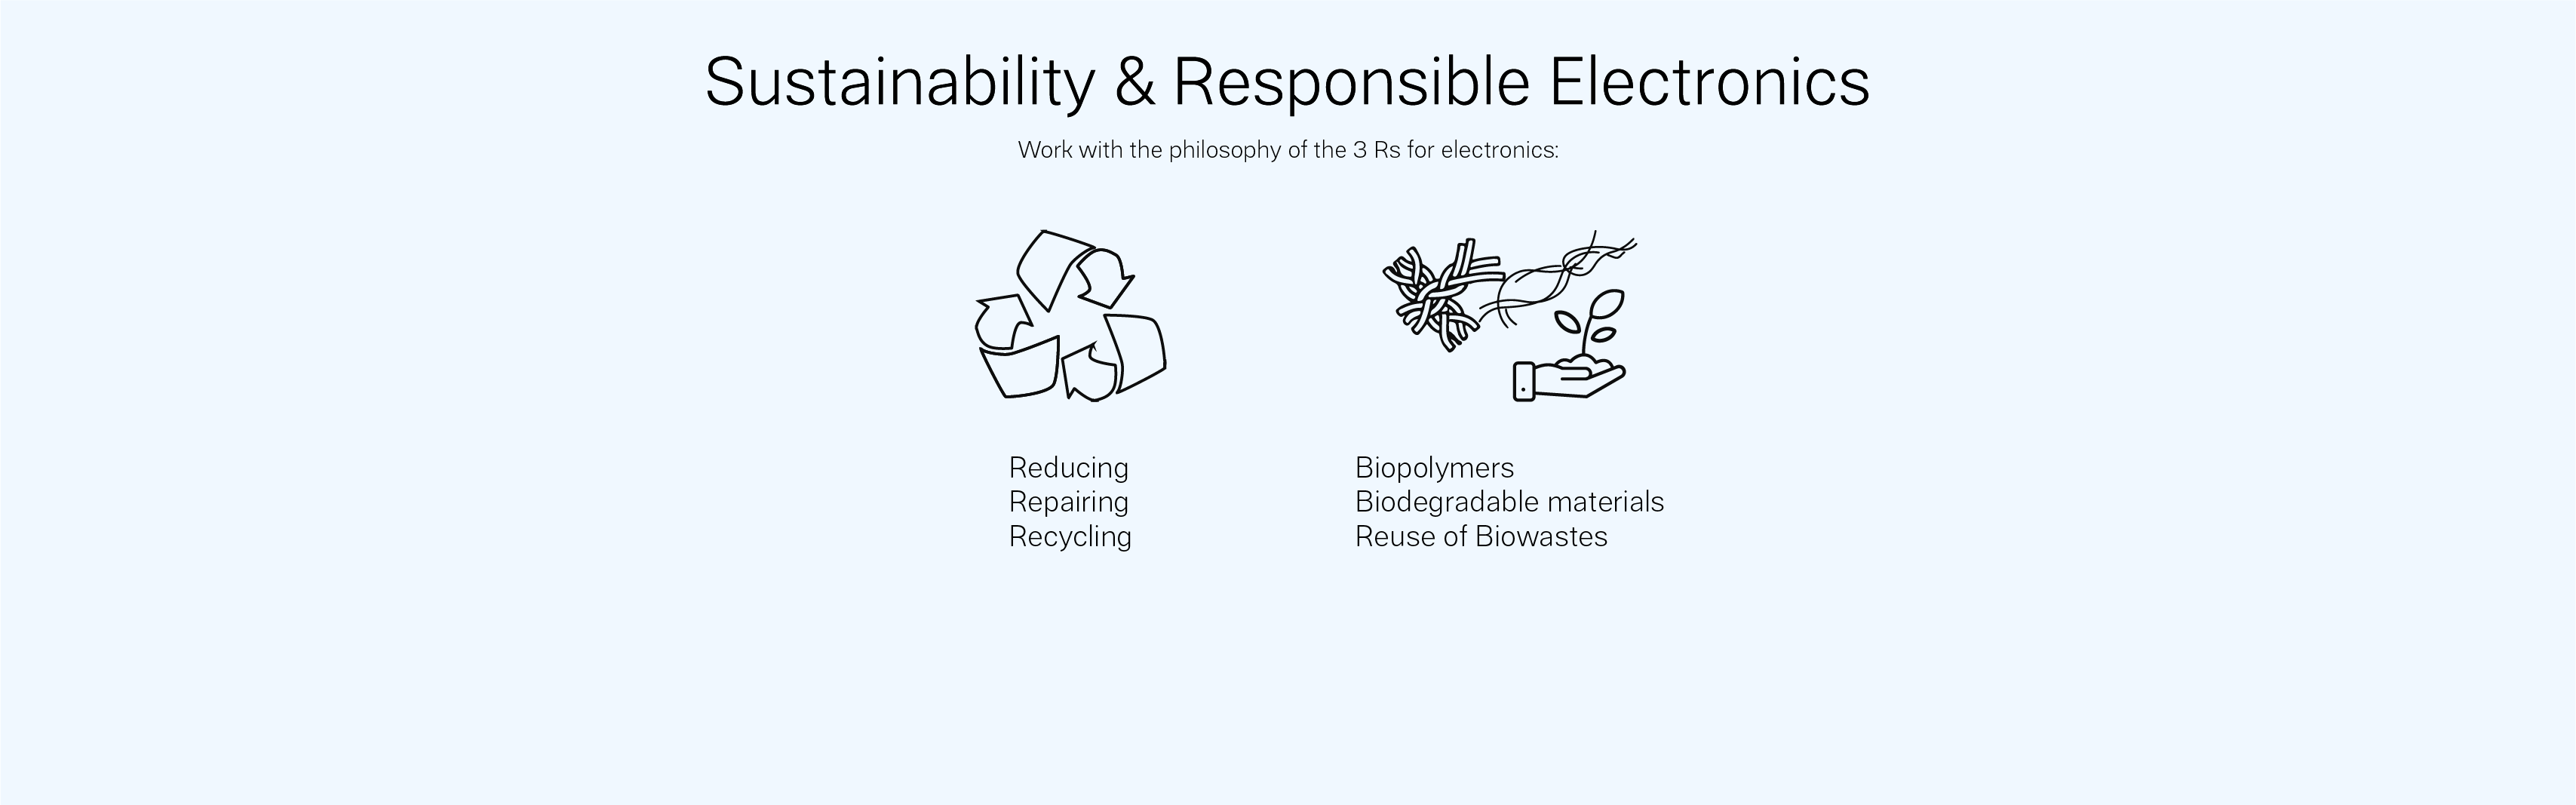 Sustainability & Responsible Electronics
Work with the philosophy of the 3 Rs for electronics:
Reducing
Repairing
Recycling
Biopolymers
Biodegradable materials
Reuse of Biowastes